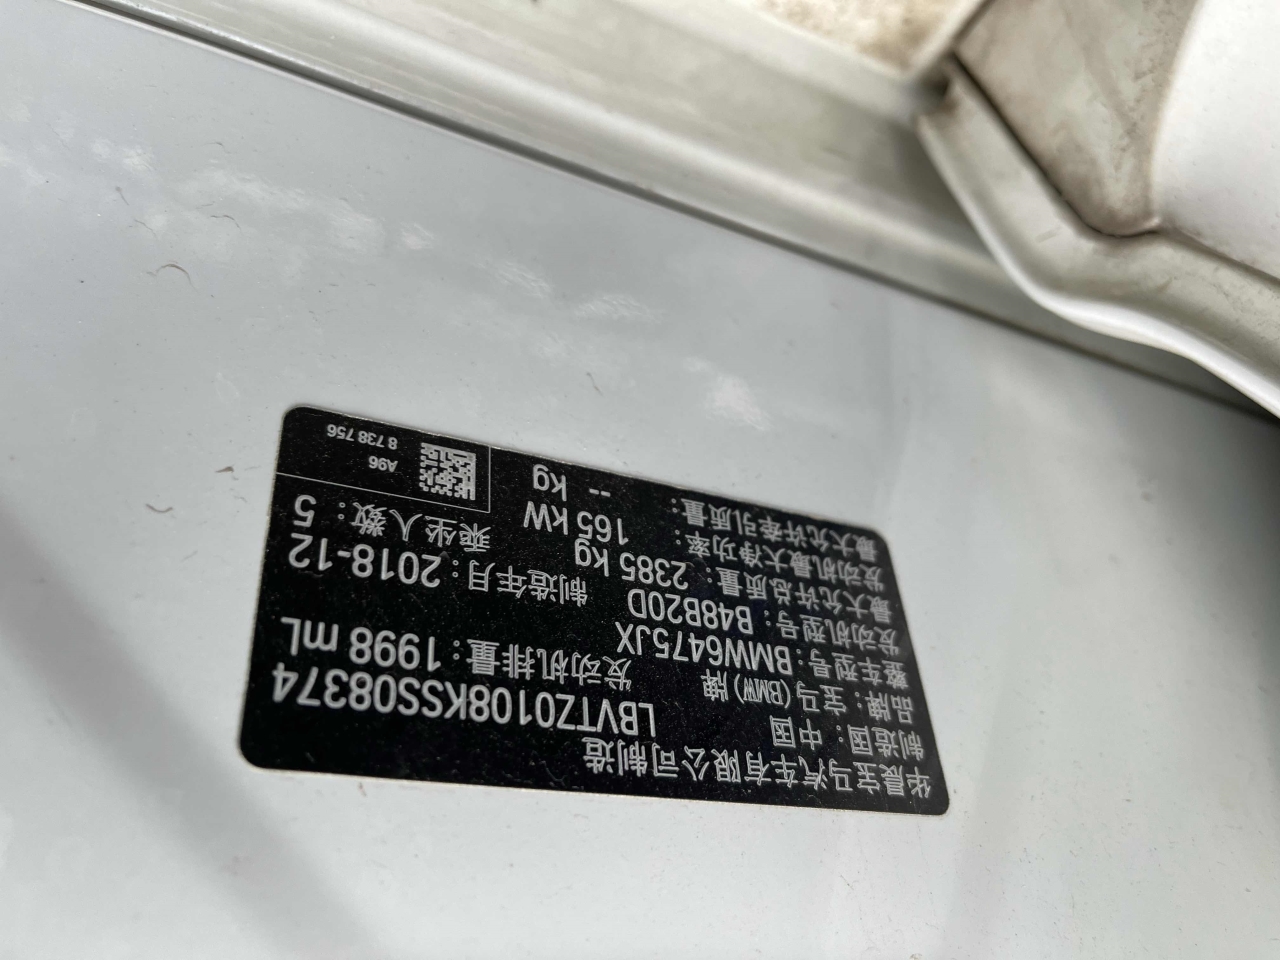 华晨宝马汽车有限公司制造
制造国：中国 LBVTZ0108KSS08374
品牌：宝马(BMW)牌
整车型号：BMW6475JX 发动机排量：1998 mL
发动机型号：B48B20D 制造年月：2018-12
最大允许总质量：2385 kg 乘坐人数：5
发动机最大净功率：165 kW
最大允许牵引质量：-- kg
A96
8 738 756